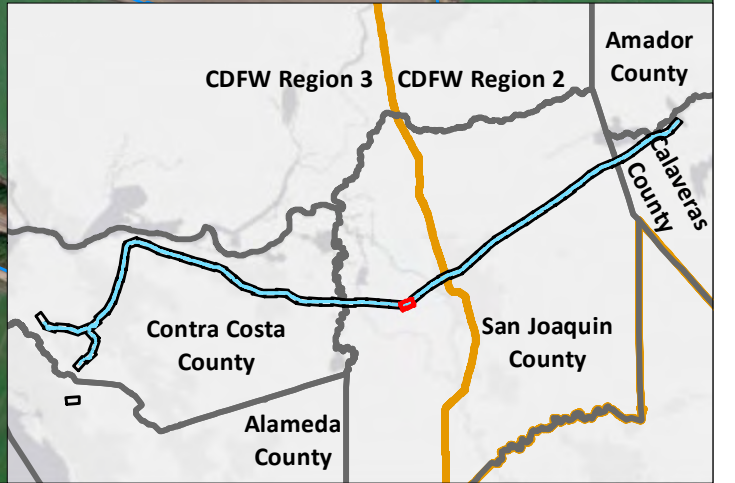 Amador
County
CDFW Region 3
CDFW Region 2
Calaveras
County
Contra Costa
County
San Joaquin
County
Alameda
County